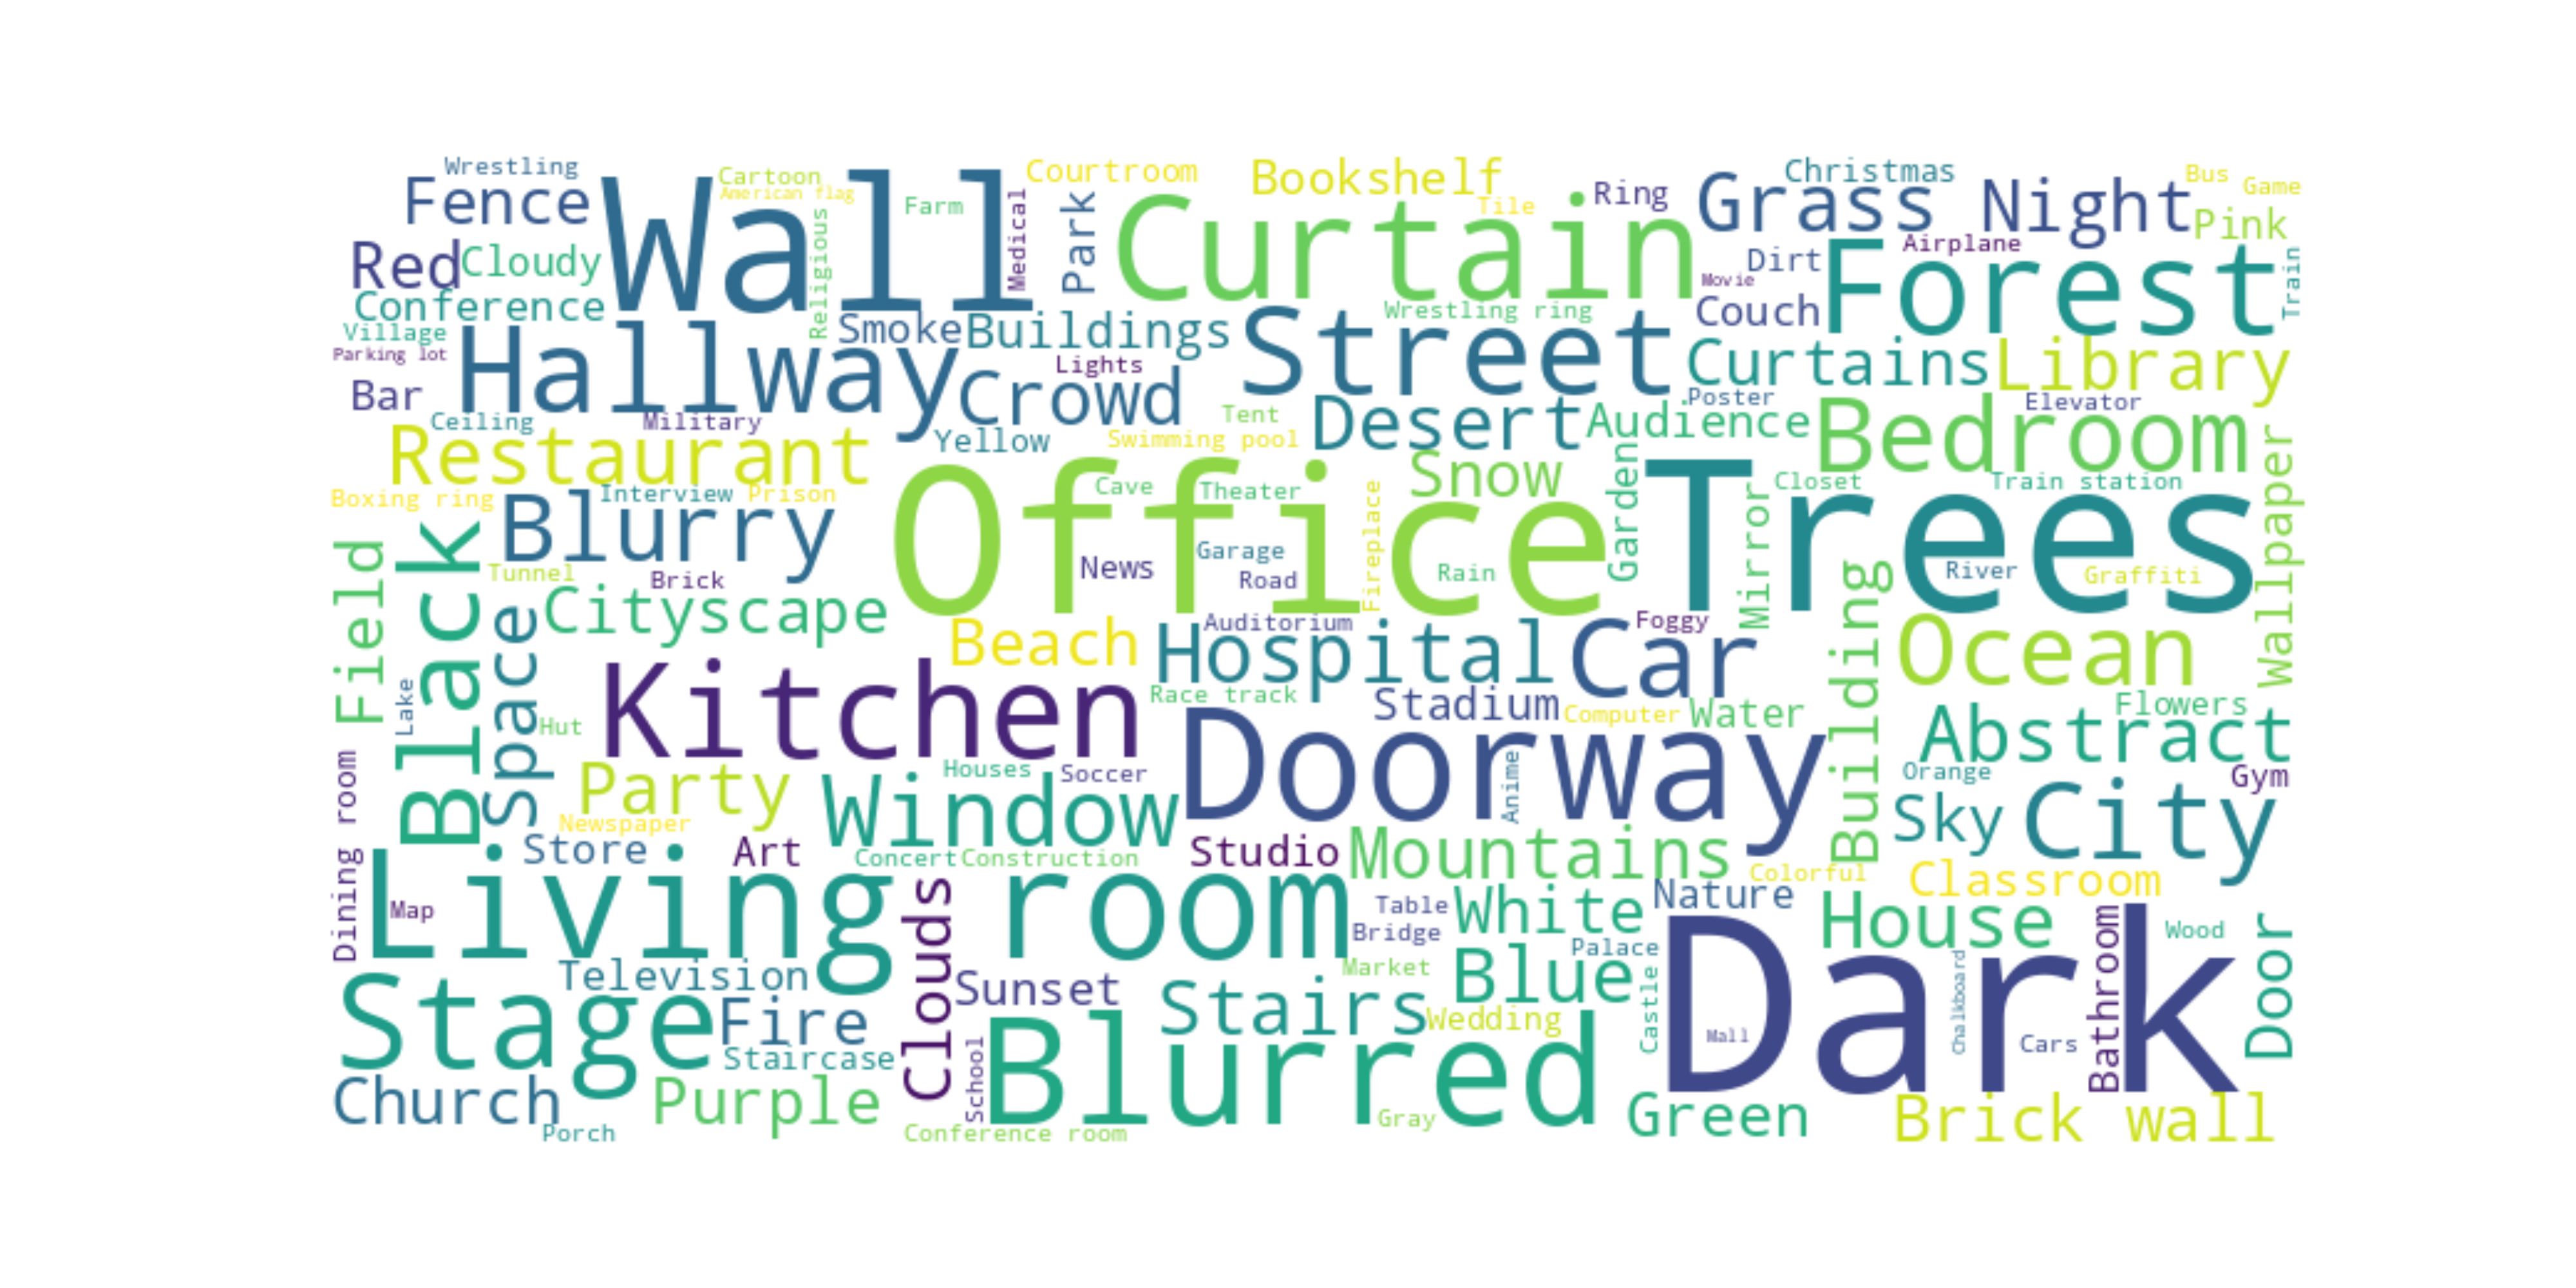 Wrestling
Fence
Wall
Cartoon
American flag
Religious
Farm
Medical
Courtroom
Park
Bookshelf
Curtain
Tile
Ring
Grass
Christmas
Night
Bus
Game
Pink
Red
Cloudy
Dirt
Airplane
Movie
Forest
Train
Conference
Village
Parking lot
Hallway
Smoke
Buildings
Street
Wrestling ring
Couch
Curtains
Library
Bar
Lights
Crowd
Poster
Elevator
Ceiling
Military
Restaurant
Yellow
Tent
Swimming pool
Desert
Audience
Bedroom
Wallpaper
Boxing ring
Interview
Prison
Blurry
Office
Cave
Theater
Fireplace
Snow
Garden
Trees
Mirror
Closet
Train station
Field
Black
Tunnel
Brick
News
Garage
Road
Rain
River
Graffiti
Space
Cityscape
Beach
Auditorium
Hospital
Foggy
Car
Building
Ocean
Lake
Hut
Kitchen
Race track
Stadium
Computer
Water
Flowers
Abstract
Dining room
Party
Houses
Soccer
Window
Doorway
Anime
Orange
Gym
Newspaper
Sky
City
Store
Art
Concert
Construction
Studio
Mountains
Colorful
Classroom
Living room
Map
Clouds
Table
White
Nature
Bridge
House
Bathroom
Wood
Door
Television
Sunset
Market
Blue
Palace
Castle
Dark
Chalkboard
Stage
Fire
Stairs
Wedding
Mall
Cars
Staircase
School
Blurred
Church
Purple
Gray
Green
Brick wall
Porch
Conference room